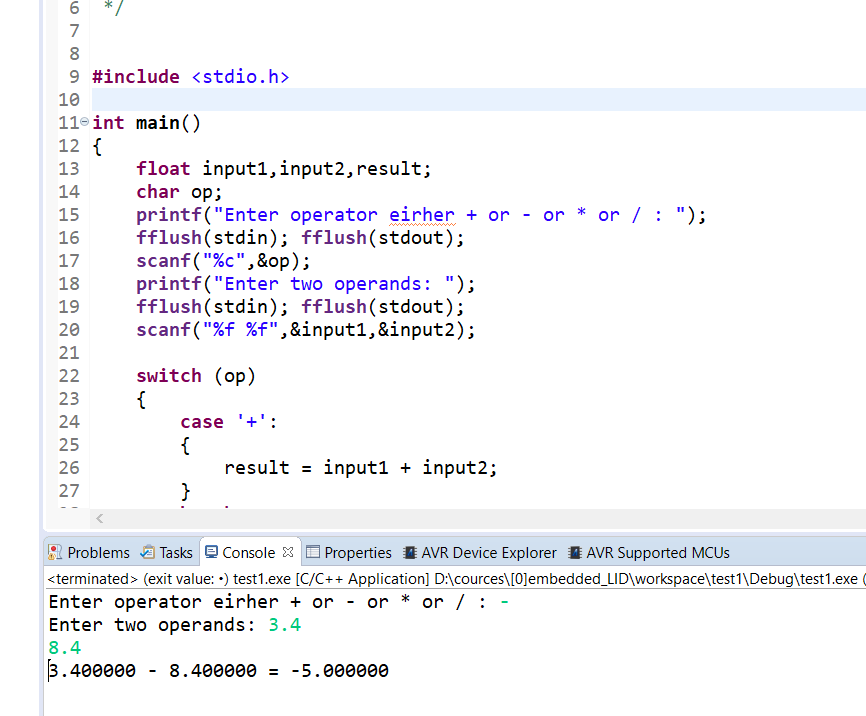 6 */
7
8
9 #include <stdio.h>
10
11 int main()
12 {
13 float input1,input2,result;
14 char op;
15 printf("Enter operator eirher + or - or * or / : ");
16 fflush(stdin); fflush(stdout);
17 scanf("%c",&op);
18 printf("Enter two operands: ");
19 fflush(stdin); fflush(stdout);
20 scanf("%f %f",&input1,&input2);
21
22 switch (op)
23 {
24 case '+':
25 {
26 result = input1 + input2;
27 }
Problems Tasks Console Properties AVR Device Explorer AVR Supported MCUs
<terminated> (exit value: •) test1.exe [C/C++ Application] D:\cources\[0]embedded_LID\workspace\test1\Debug\test1.exe (
Enter operator eirher + or - or * or / : -
Enter two operands: 3.4
8.4
3.400000 - 8.400000 = -5.000000